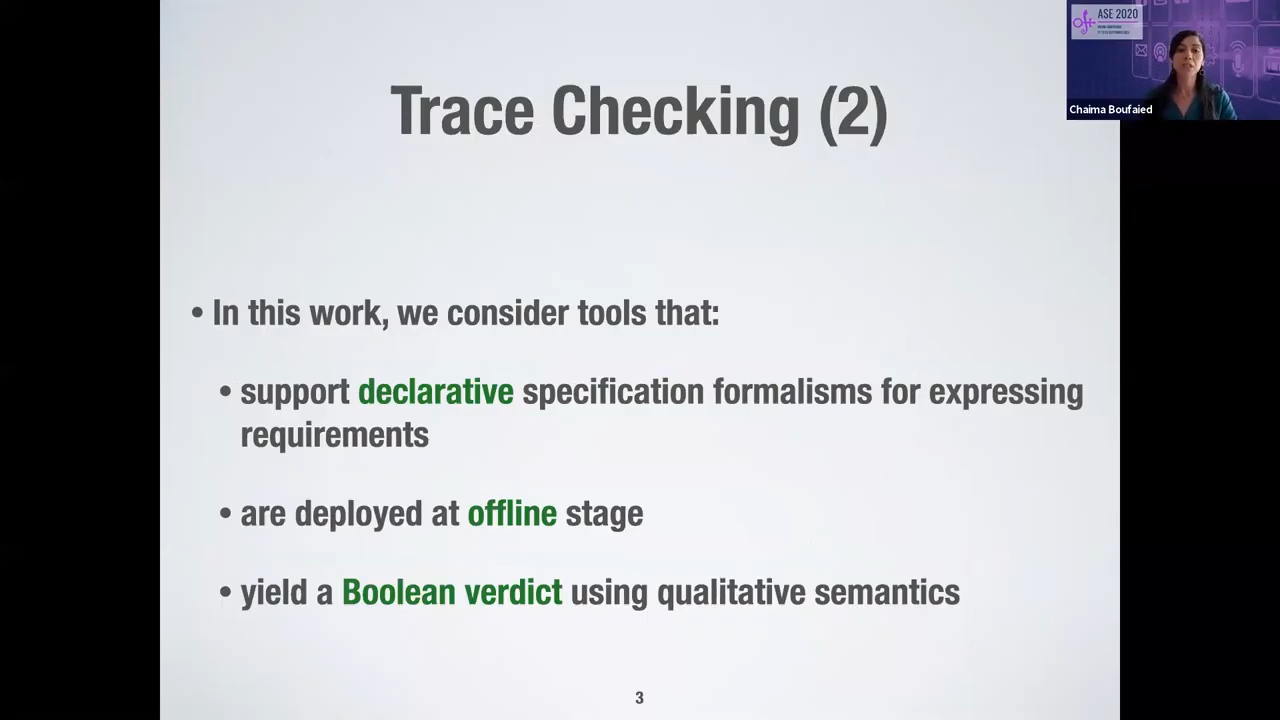 Trace Checking (2)
• In this work, we consider tools that:
• support declarative specification formalisms for expressing
requirements
• are deployed at offline stage
• yield a Boolean verdict using qualitative semantics
3
ASE 2020
Chaima Boufaied